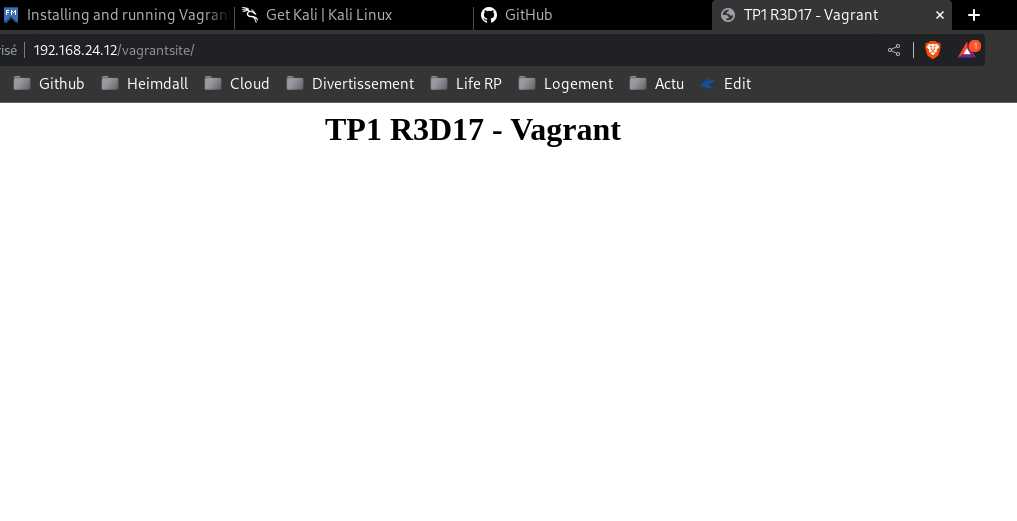 FM Installing and running Vagran Get Kali | Kali Linux GitHub TP1 R3D17 - Vagrant
risé 192.168.24.12/vagrantsite/ 1
Github Heimdall Cloud Divertissement Life RP Logement Actu Edit
TP1 R3D17 - Vagrant